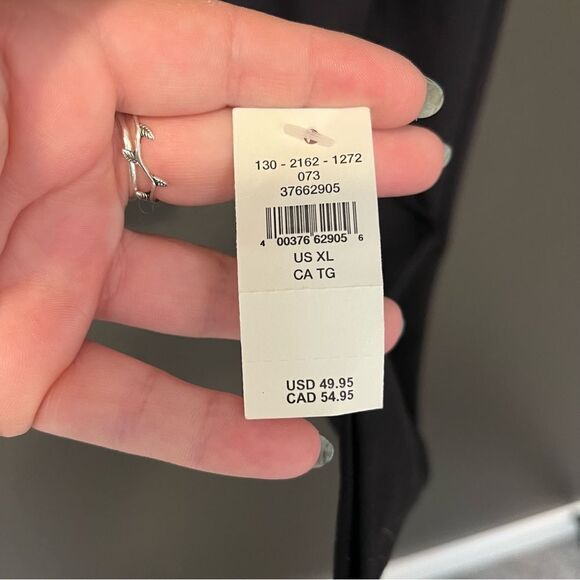 130 - 2162 - 1272
073
37662905
4 00376 62905 6
US XL
CA TG
USD 49.95
CAD 54.95